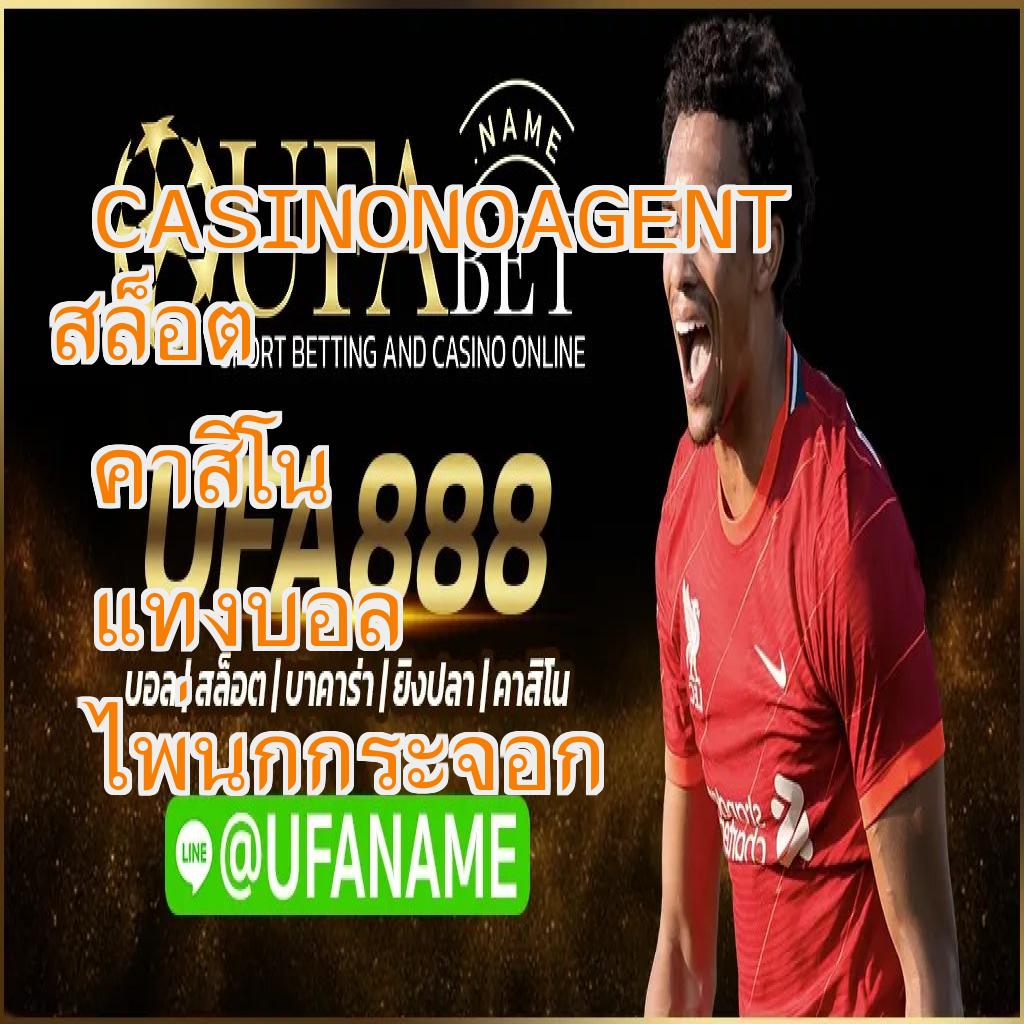 .NAME
UFA
BET
CASINONOAGENT
สล็อต
SPORT BETTING AND CASINO ONLINE
คาสิโน
UFA888
แทงบอล
บอล | สล็อต | บาคาร่า | ยิงปลา | คาสิโน
ไพ่นกกระจอก
LINE @UFANAME